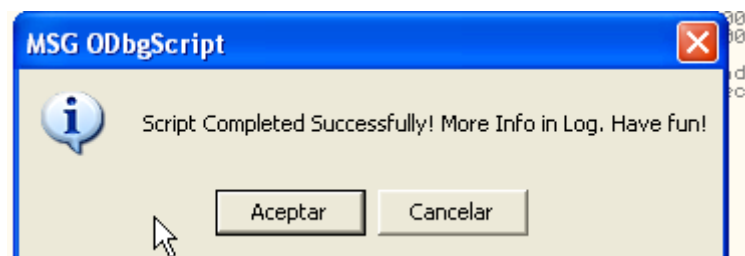 MSG ODbgScript
Script Completed Successfully! More Info in Log. Have fun!
Aceptar
Cancelar